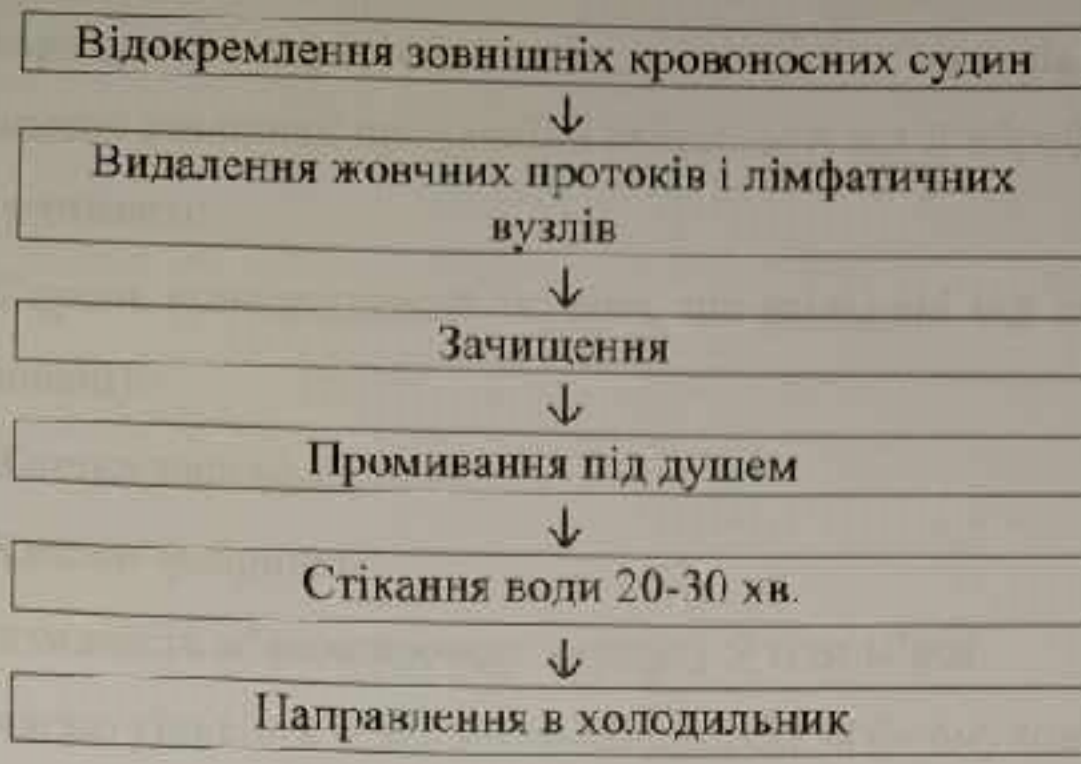 Відокремлення зовнішніх кровоносних судин
↓
Видалення жовчних протоків і лімфатичних
вузлів
↓
Зачищення
↓
Промивання під душем
↓
Стікання води 20-30 хв.
↓
Направлення в холодильник